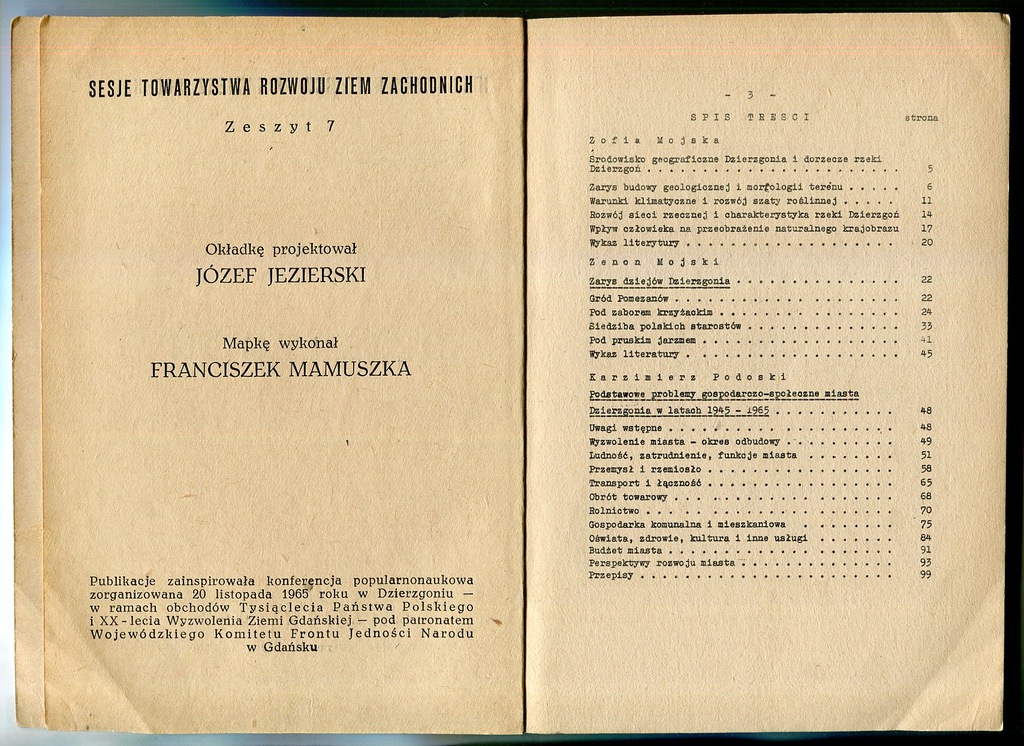 SESJE TOWARZYSTWA ROZWOJU ZIEM ZACHODNICH
Zeszyt 7
Okładkę projektował
JÓZEF JEZIERSKI
Mapkę wykonał
FRANCISZEK MAMUSZKA
Publikacje zainspirowała konferencja popularnonaukowa
zorganizowana 20 listopada 1965 roku w Dzierzgoniu —
w ramach obchodów Tysiąclecia Państwa Polskiego
i XX-lecia Wyzwolenia Ziemi Gdańskiej — pod patronatem
Wojewódzkiego Komitetu Frontu Jedności Narodu
w Gdańsku
- 3 -
SPIS TREŚCI strona
Zofia Mojska
Środowisko geograficzne Dzierzgonia i dorzecze rzeki
Dzierzgoń . . . . . . . . . . . . . . . . . . . . 5
Zarys budowy geologicznej i morfologii terenu . . . . . 6
Warunki klimatyczne i rozwój szaty roślinnej . . . . . 11
Rozwój sieci rzecznej i charakterystyka rzeki Dzierzgoń 14
Wpływ człowieka na przeobrażenie naturalnego krajobrazu 17
Wykaz literytury . . . . . . . . . . . . . . . . . 20
Zenon Mojski
Zarys dziejów Dzierzgonia . . . . . . . . . . . . . 22
Gród Pomezanów . . . . . . . . . . . . . . . . . . 22
Pod zaborem krzyżackim . . . . . . . . . . . . . . 24
Siedziba polskich starostów . . . . . . . . . . . . 33
Pod pruskim jarzmem . . . . . . . . . . . . . . . . 41
Wykaz literatury . . . . . . . . . . . . . . . . . 45
Karzimierz Podoski
Podstawowe problemy gospodarczo-społeczne miasta
Dzierzgonia w latach 1945 - 1965 . . . . . . . . . . 48
Uwagi wstępne . . . . . . . . . . . . . . . . . . 48
Wyzwolenie miasta - okres odbudowy . . . . . . . . . 49
Ludność, zatrudnienie, funkcje miasta . . . . . . . 51
Przemysł i rzemiosło . . . . . . . . . . . . . . . 58
Transport i łączność . . . . . . . . . . . . . . . 65
Obrót towarowy . . . . . . . . . . . . . . . . . . 68
Rolnictwo . . . . . . . . . . . . . . . . . . . . 70
Gospodarka komunalna i mieszkaniowa . . . . . . . . 75
Oświata, zdrowie, kultura i inne usługi . . . . . . 84
Budżet miasta . . . . . . . . . . . . . . . . . . 91
Perspektywy rozwoju miasta . . . . . . . . . . . . 93
Przepisy . . . . . . . . . . . . . . . . . . . . . 99